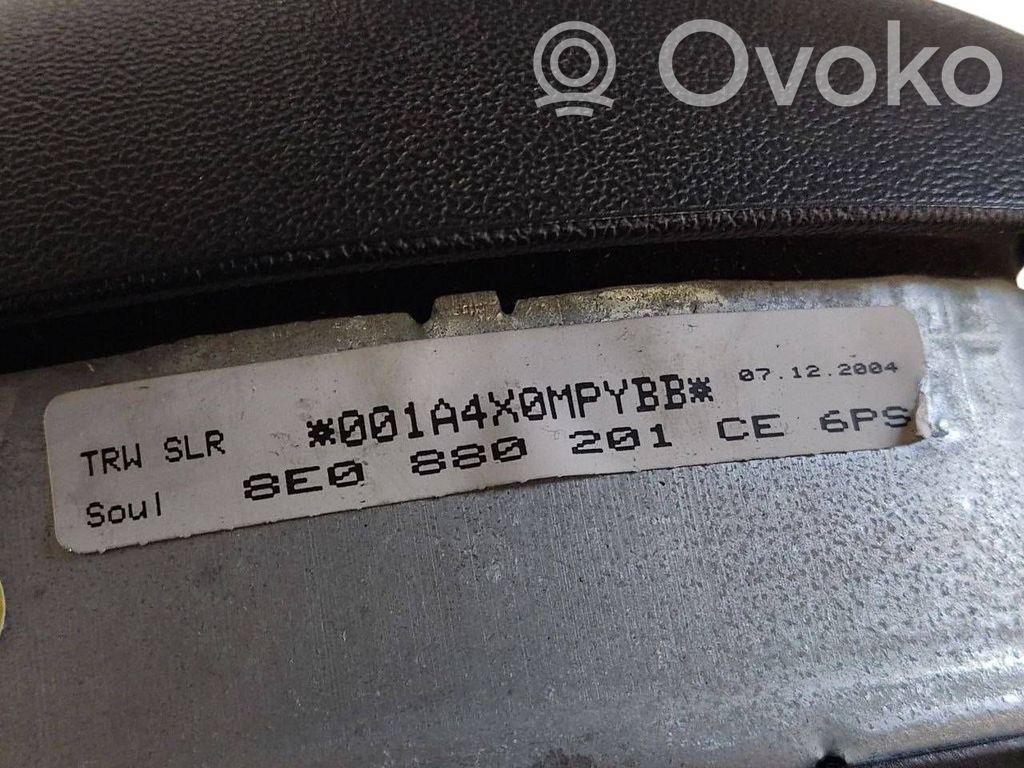 Ovoko
TRW SLR *001A4X0MPYBB* 07.12.2004
Soul 8E0 880 201 CE 6PS